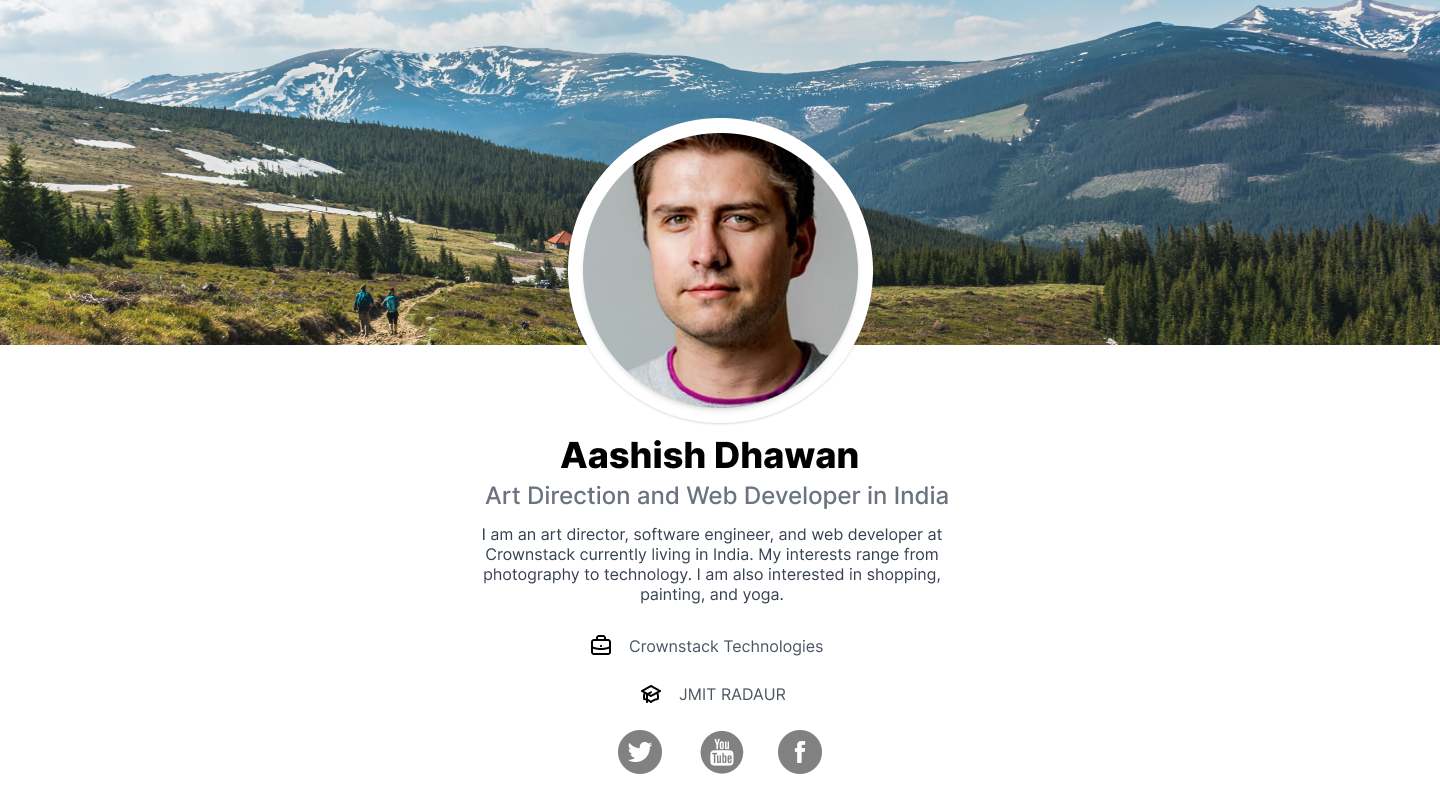 Aashish Dhawan
Art Direction and Web Developer in India
I am an art director, software engineer, and web developer at
Crownstack currently living in India. My interests range from
photography to technology. I am also interested in shopping,
painting, and yoga.
Crownstack Technologies
JMIT RADAUR
You
Tube
f